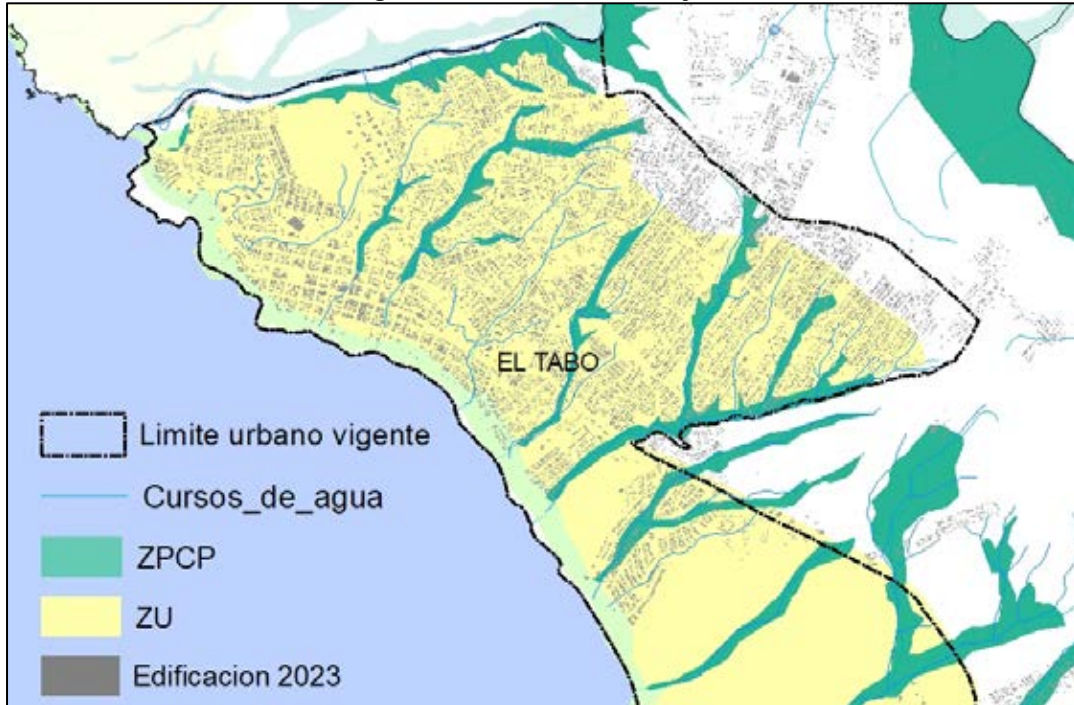 EL TABO
Limite urbano vigente
Cursos_de_agua
ZPCP
ZU
Edificacion 2023